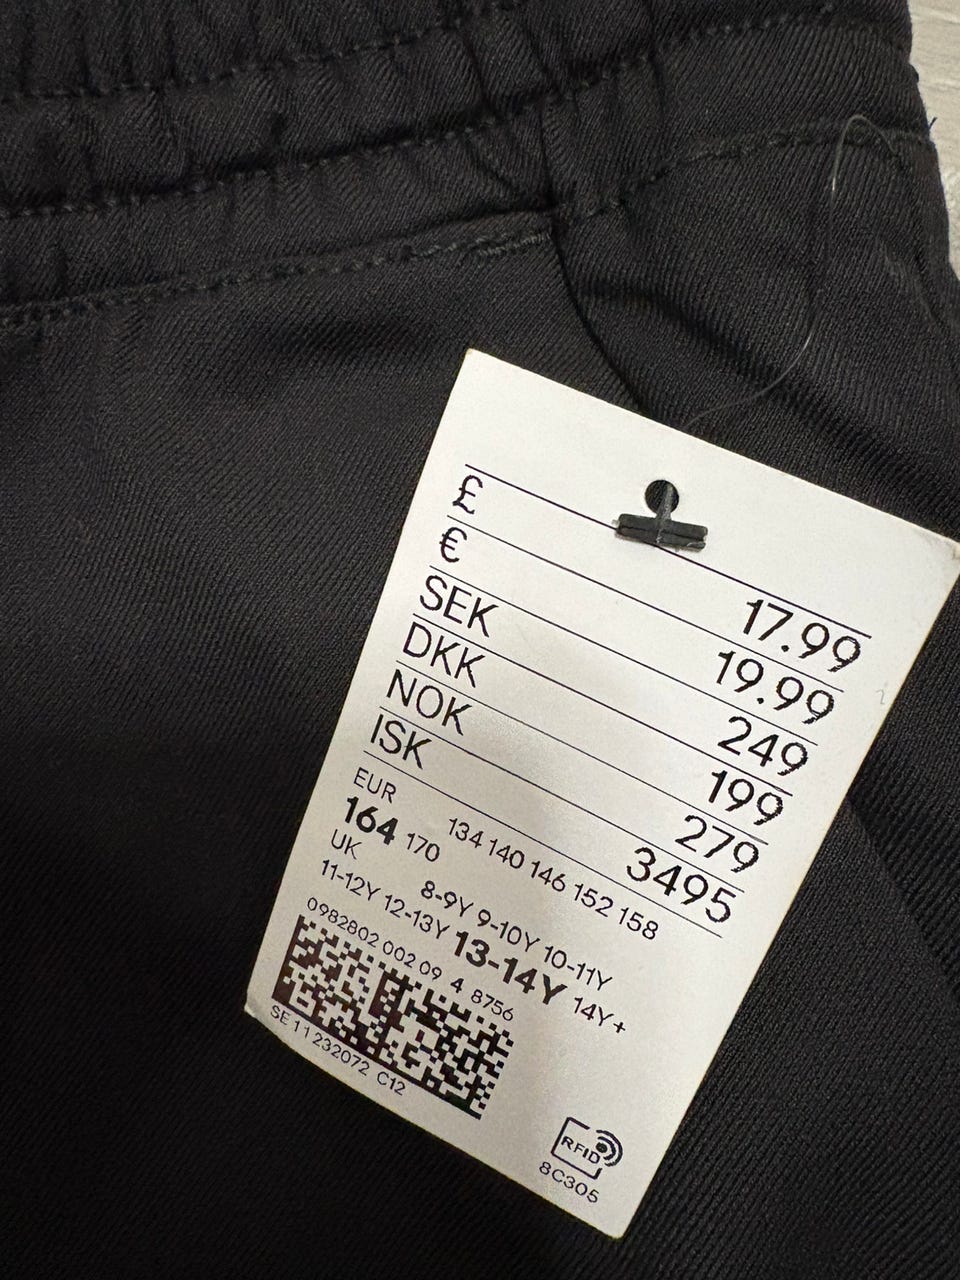 £ 17.99
€ 19.99
SEK 249
DKK 199
NOK 279
ISK 3495
EUR 134 140 146 152 158
164 170
UK 8-9Y 9-10Y 10-11Y
11-12Y 12-13Y 13-14Y 14Y+
0982802 002 09 4 8756
SE 11 232072 C12
RFID
8C305